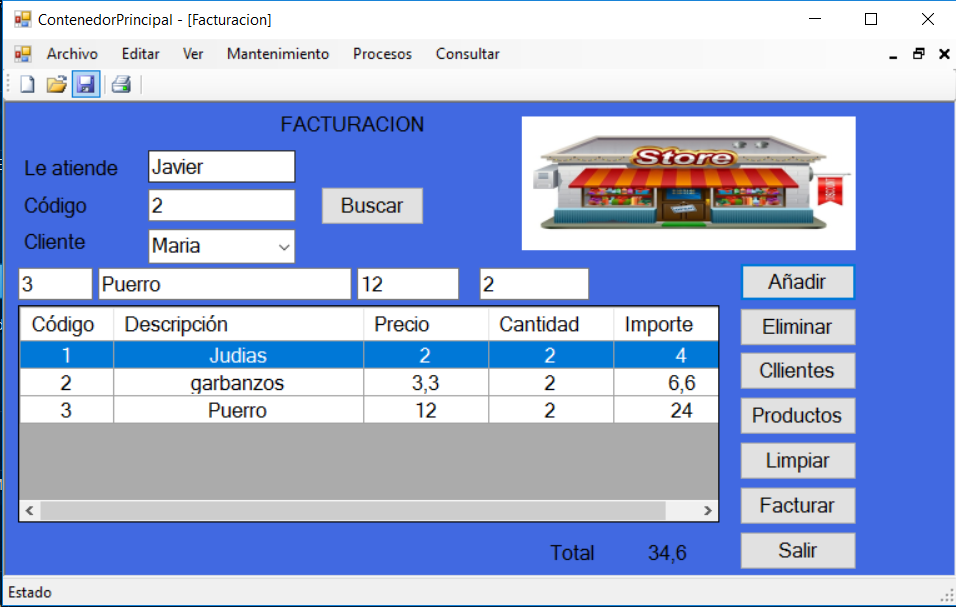 ContenedorPrincipal - [Facturacion]
Archivo Editar Ver Mantenimiento Procesos Consultar
FACTURACION
Store
Le atiende Javier
Código 2 Buscar
Cliente Maria
3 Puerro 12 2 Añadir
Código Descripción Precio Cantidad Importe Eliminar
1 Judias 2 2 4
2 garbanzos 3,3 2 6,6 Cllientes
3 Puerro 12 2 24 Productos
Limpiar
Facturar
Total 34,6 Salir
Estado